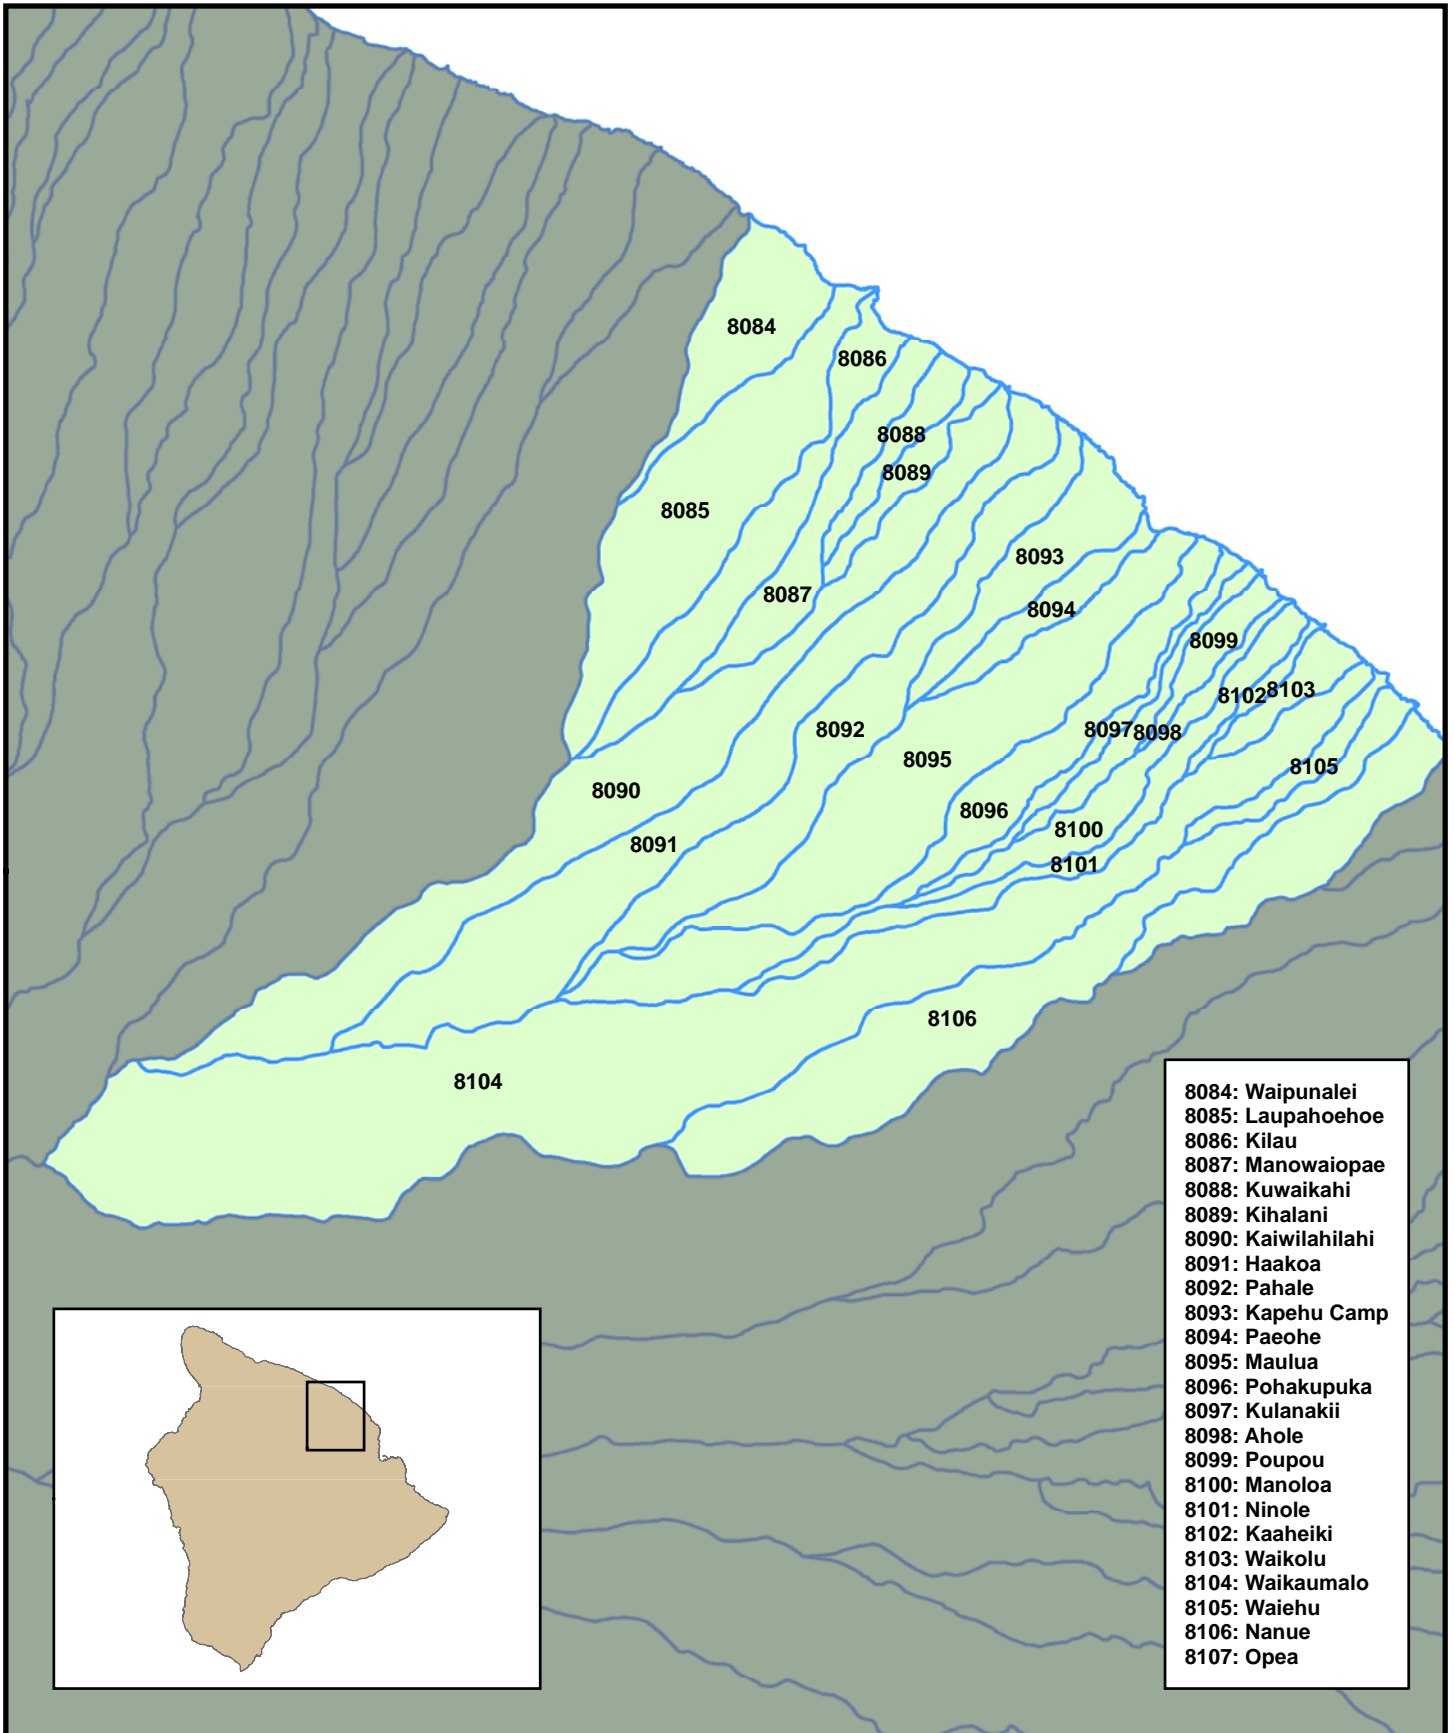 8084
8086
8088
8089
8085
8093
8087
8094
8099
8102
8103
8092
8097
8098
8095
8105
8090
8096
8100
8091
8101
8106
8104
8084: Waipunalei
8085: Laupahoehoe
8086: Kilau
8087: Manowaiopae
8088: Kuwaikahi
8089: Kihalani
8090: Kaiwilahilahi
8091: Haakoa
8092: Pahale
8093: Kapehu Camp
8094: Paeohe
8095: Maulua
8096: Pohakupuka
8097: Kulanakii
8098: Ahole
8099: Poupou
8100: Manoloa
8101: Ninole
8102: Kaaheiki
8103: Waikolu
8104: Waikaumalo
8105: Waiehu
8106: Nanue
8107: Opea